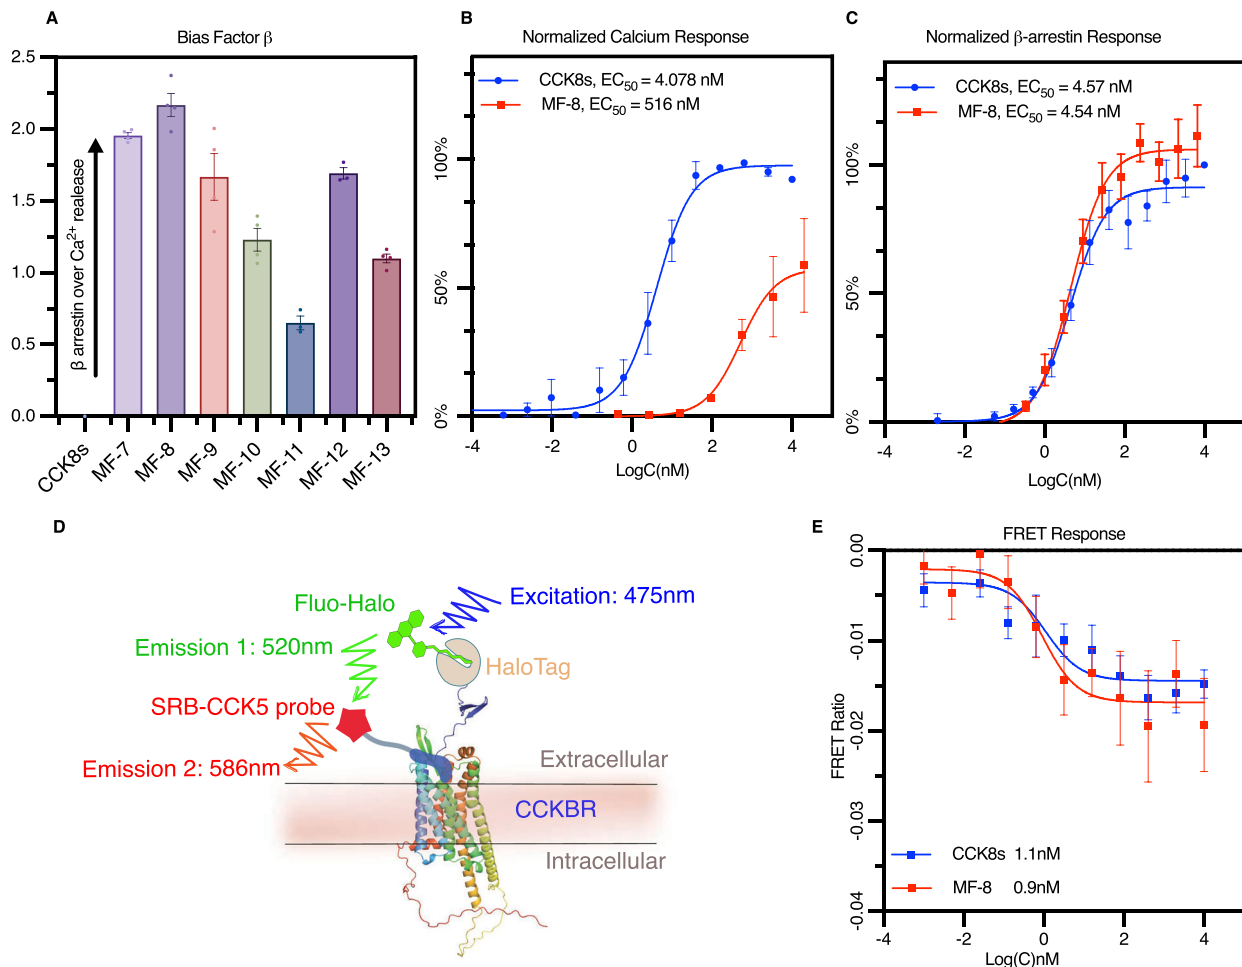 A
Bias Factor β
2.5
2.0
1.5
1.0
0.5
0.0
β arrestin over Ca²⁺ realease
CCK8s
MF-7
MF-8
MF-9
MF-10
MF-11
MF-12
MF-13
B
Normalized Calcium Response
CCK8s, EC₅₀ = 4.078 nM
MF-8, EC₅₀ = 516 nM
100%
50%
0%
-4
-2
0
2
4
LogC(nM)
C
Normalized β-arrestin Response
CCK8s, EC₅₀ = 4.57 nM
MF-8, EC₅₀ = 4.54 nM
100%
50%
0%
-4
-2
0
2
4
LogC(nM)
D
Fluo-Halo
Excitation: 475nm
Emission 1: 520nm
HaloTag
SRB-CCK5 probe
Emission 2: 586nm
Extracellular
CCKBR
Intracellular
E
FRET Response
0.00
-0.01
-0.02
-0.03
-0.04
FRET Ratio
CCK8s 1.1nM
MF-8 0.9nM
-4
-2
0
2
4
Log(C)nM